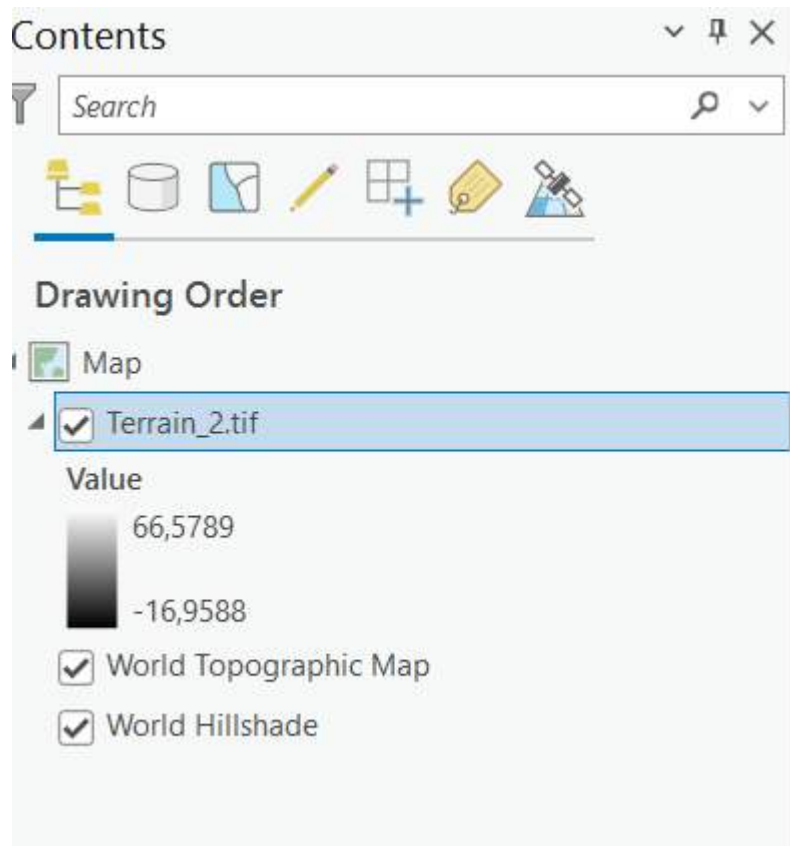 Contents
Search
Drawing Order
Map
Terrain_2.tif
Value
66,5789
-16,9588
World Topographic Map
World Hillshade